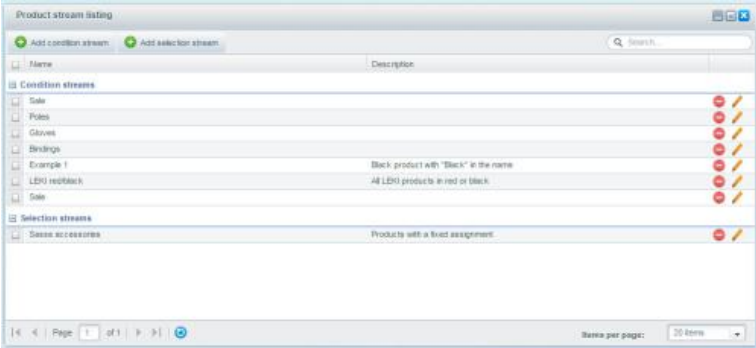 Product stream listing
Add condition stream Add selection stream Search...
Name Description
Condition streams
Sale
Poles
Gloves
Bindings
Example 1 Black product with "Black" in the name
LEKI red/black All LEKI products in red or black
Sale
Selection streams
accessories Products with a fixed assignment
Page 1 of 1 Items per page: 20 items